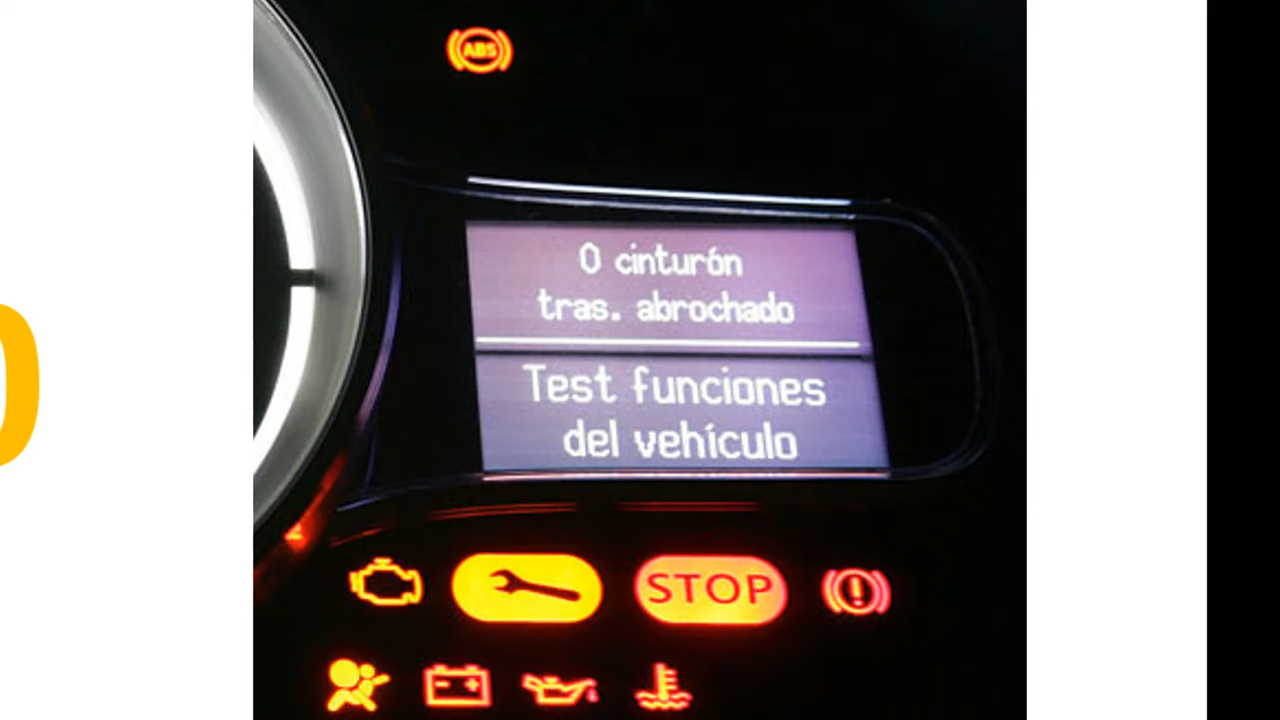 ABS
0 cinturón
tras. abrochado
Test funciones
del vehículo
STOP